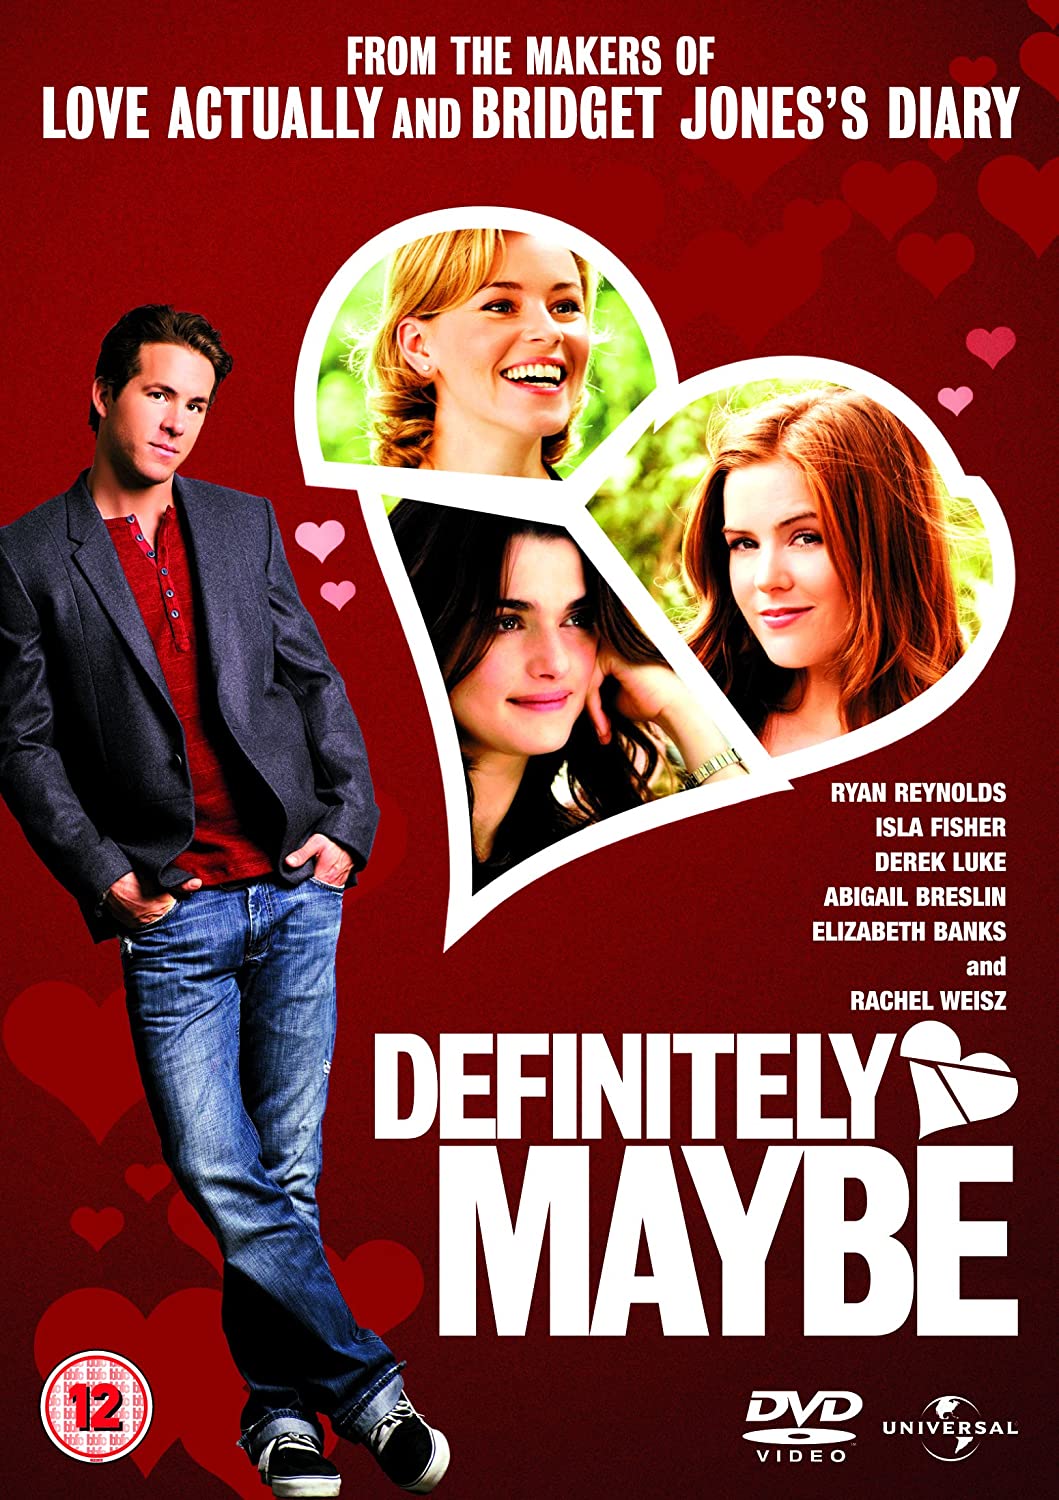 FROM THE MAKERS OF
LOVE ACTUALLY AND BRIDGET JONES'S DIARY
RYAN REYNOLDS
ISLA FISHER
DEREK LUKE
ABIGAIL BRESLIN
ELIZABETH BANKS
and
RACHEL WEISZ
DEFINITELY
MAYBE
12
bbfc
DVD
VIDEO
UNIVERSAL